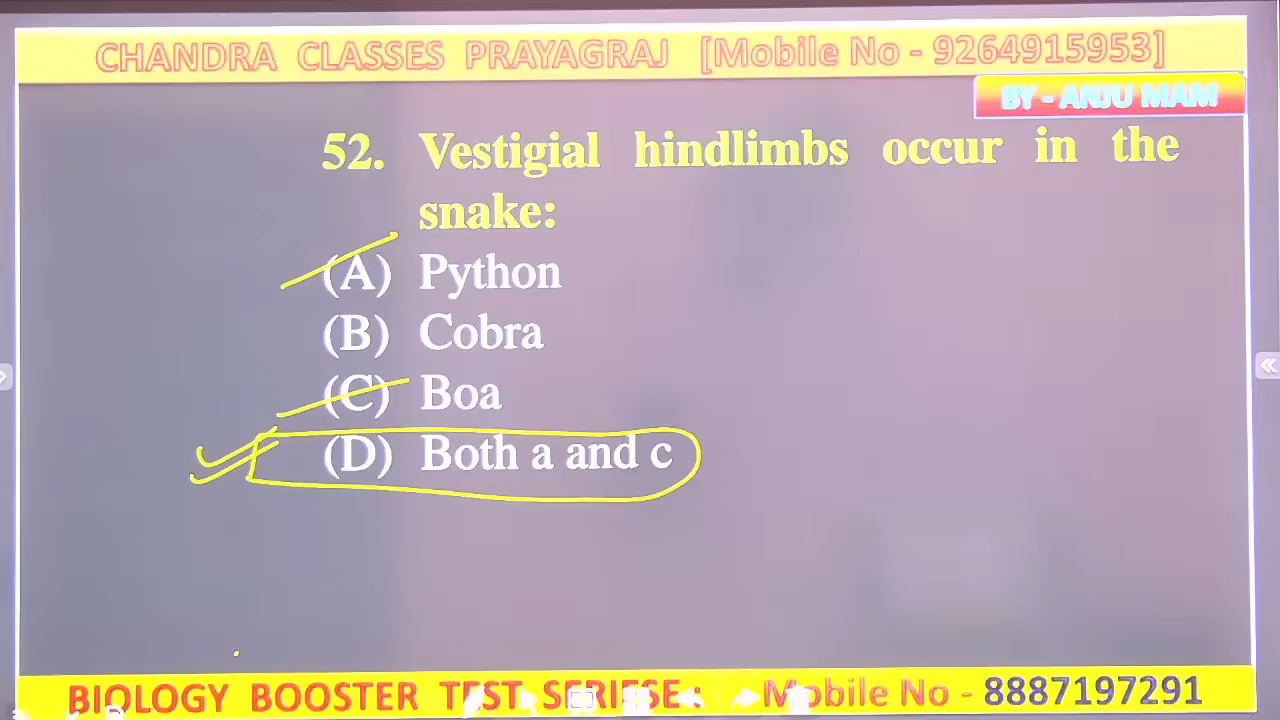 CHANDRA CLASSES PRAYAGRAJ [Mobile No - 9264915953]
BY - ANJU MAM
52. Vestigial hindlimbs occur in the
snake:
(A) Python
(B) Cobra
(C) Boa
(D) Both a and c
BIOLOGY BOOSTER TEST SERIESE : Mobile No - 8887197291